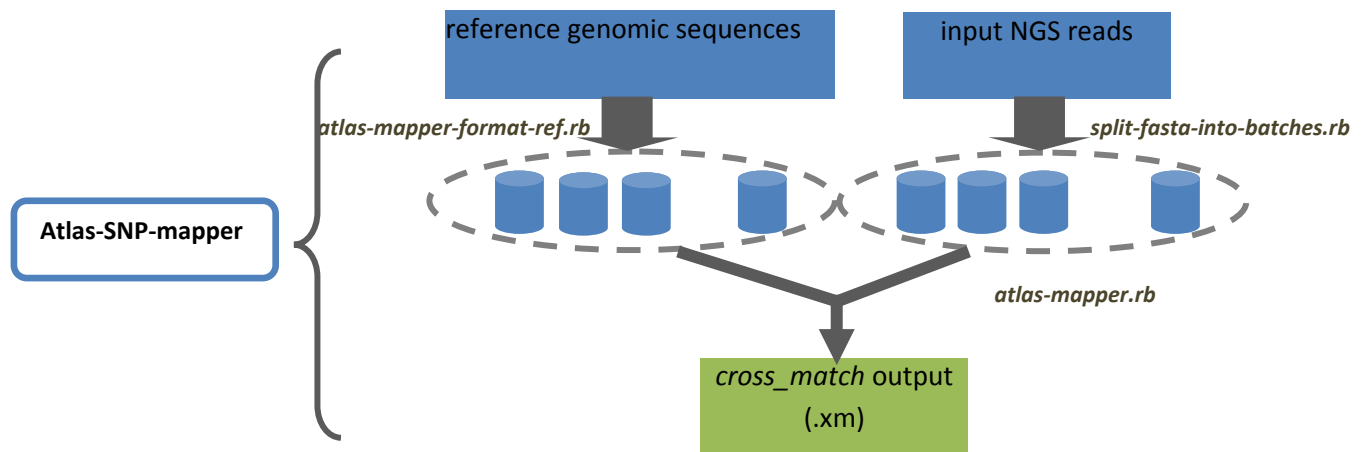 reference genomic sequences
input NGS reads
atlas-mapper-format-ref.rb
split-fasta-into-batches.rb
Atlas-SNP-mapper
atlas-mapper.rb
cross_match output
(.xm)